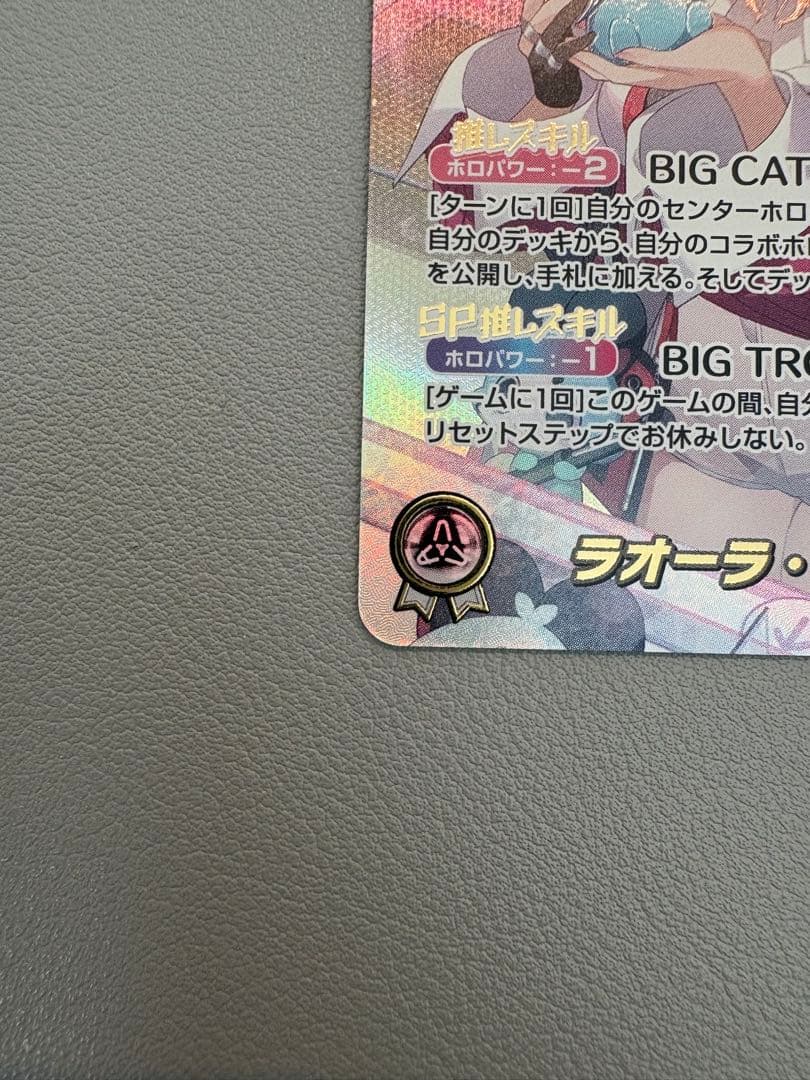 推しスキル
ホロパワー：－2 BIG CAT
[ターンに1回]自分のセンターホロ
自分のデッキから、自分のコラボホ
を公開し、手札に加える。そしてデッ
SP推しスキル
ホロパワー：－1 BIG TRO
[ゲームに1回]このゲームの間、自分
リセットステップでお休みしない。
ラオーラ・